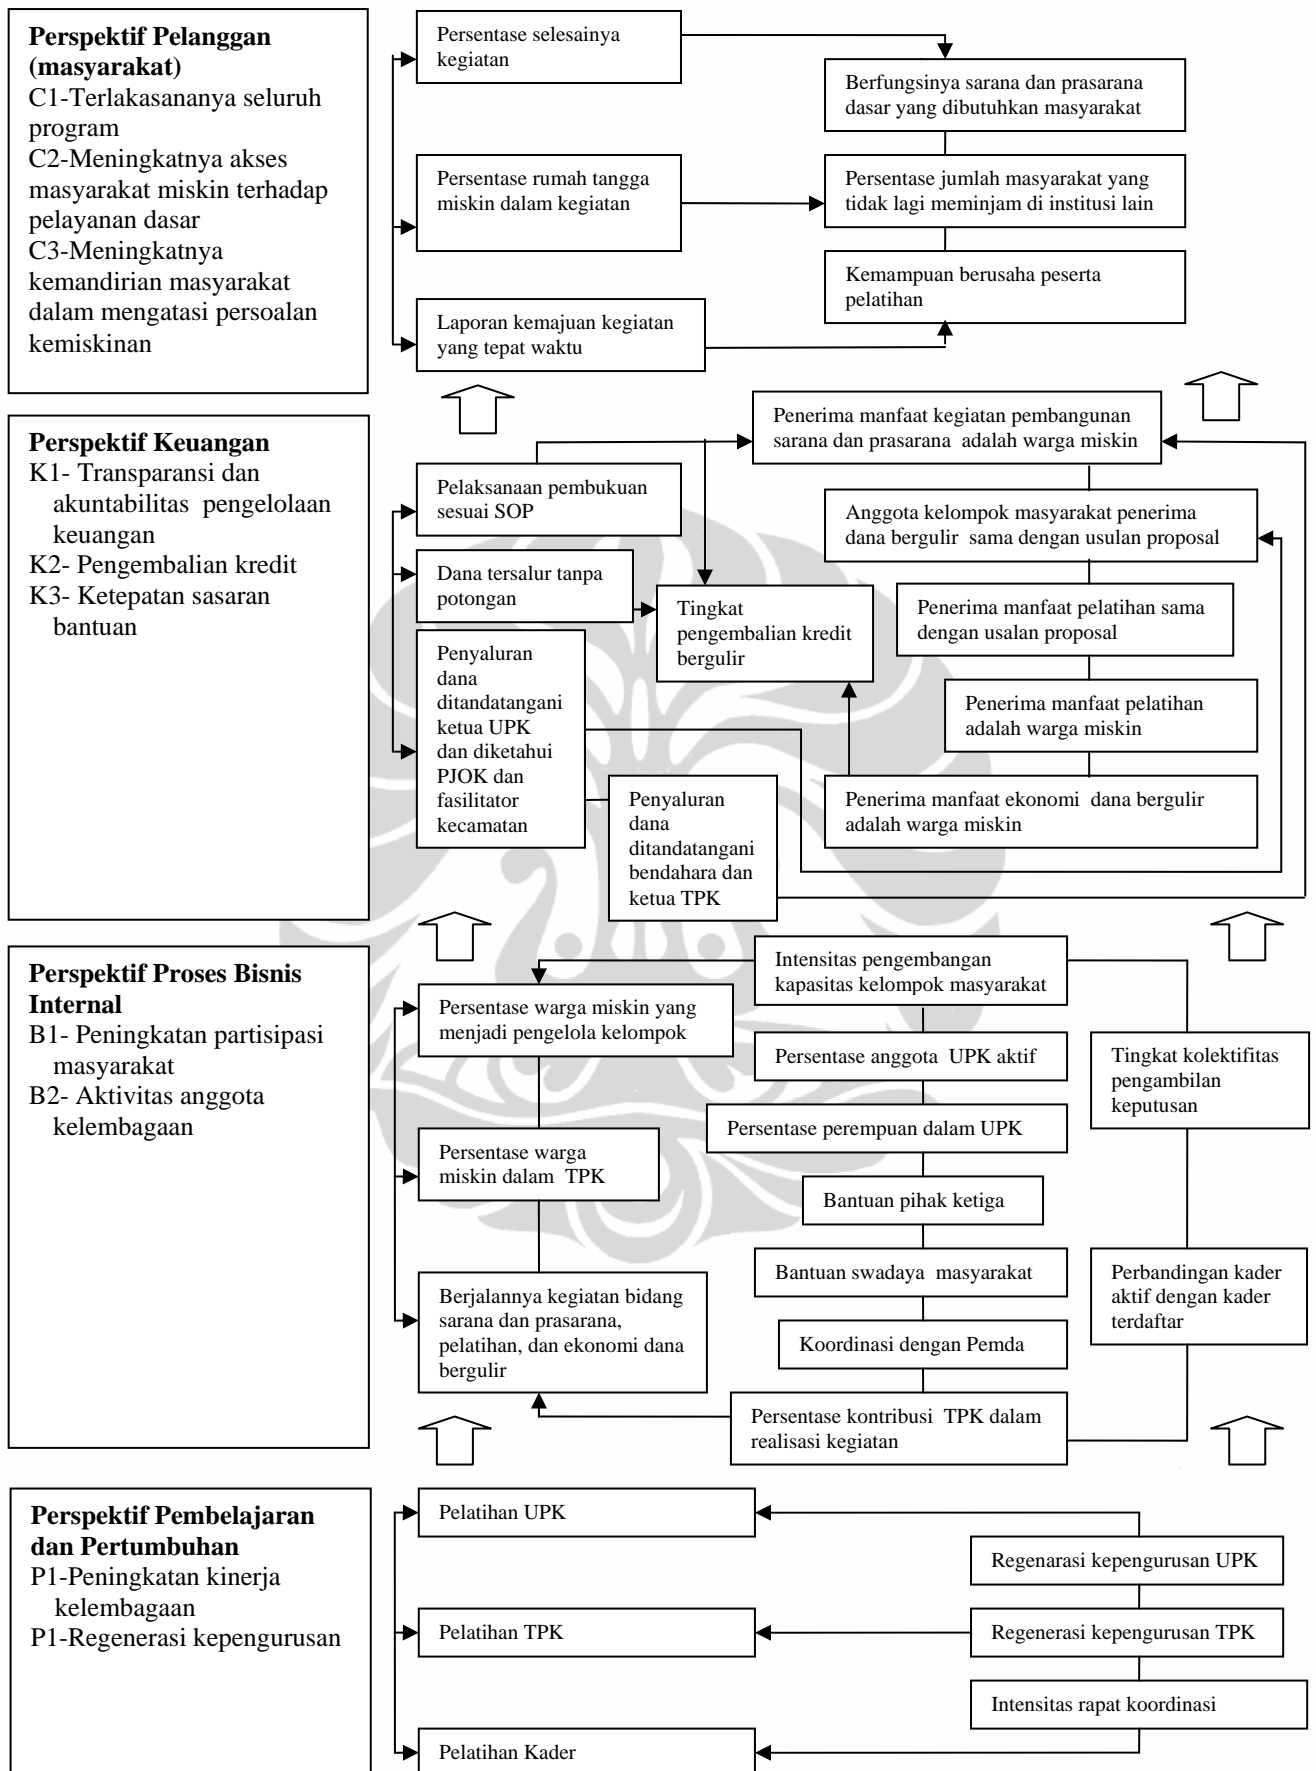 Perspektif Pelanggan
(masyarakat)
C1-Terlakasananya seluruh
program
C2-Meningkatnya akses
masyarakat miskin terhadap
pelayanan dasar
C3-Meningkatnya
kemandirian masyarakat
dalam mengatasi persoalan
kemiskinan
Persentase selesainya
kegiatan
Berfungsinya sarana dan prasarana
dasar yang dibutuhkan masyarakat
Persentase rumah tangga
miskin dalam kegiatan
Persentase jumlah masyarakat yang
tidak lagi meminjam di institusi lain
Kemampuan berusaha peserta
pelatihan
Laporan kemajuan kegiatan
yang tepat waktu
Perspektif Keuangan
K1- Transparansi dan
akuntabilitas pengelolaan
keuangan
K2- Pengembalian kredit
K3- Ketepatan sasaran
bantuan
Penerima manfaat kegiatan pembangunan
sarana dan prasarana adalah warga miskin
Pelaksanaan pembukuan
sesuai SOP
Anggota kelompok masyarakat penerima
dana bergulir sama dengan usulan proposal
Dana tersalur tanpa
potongan
Tingkat
pengembalian kredit
bergulir
Penerima manfaat pelatihan sama
dengan usalan proposal
Penyaluran
dana
ditandatangani
ketua UPK
dan diketahui
PJOK dan
fasilitator
kecamatan
Penerima manfaat pelatihan
adalah warga miskin
Penyaluran
dana
ditandatangani
bendahara dan
ketua TPK
Penerima manfaat ekonomi dana bergulir
adalah warga miskin
Perspektif Proses Bisnis
Internal
B1- Peningkatan partisipasi
masyarakat
B2- Aktivitas anggota
kelembagaan
Intensitas pengembangan
kapasitas kelompok masyarakat
Persentase warga miskin yang
menjadi pengelola kelompok
Persentase anggota UPK aktif
Tingkat kolektifitas
pengambilan
keputusan
Persentase perempuan dalam UPK
Persentase warga
miskin dalam TPK
Bantuan pihak ketiga
Bantuan swadaya masyarakat
Perbandingan kader
aktif dengan kader
terdaftar
Berjalannya kegiatan bidang
sarana dan prasarana,
pelatihan, dan ekonomi dana
bergulir
Koordinasi dengan Pemda
Persentase kontribusi TPK dalam
realisasi kegiatan
Perspektif Pembelajaran
dan Pertumbuhan
P1-Peningkatan kinerja
kelembagaan
P1-Regenerasi kepengurusan
Pelatihan UPK
Regenarasi kepengurusan UPK
Pelatihan TPK
Regenerasi kepengurusan TPK
Intensitas rapat koordinasi
Pelatihan Kader